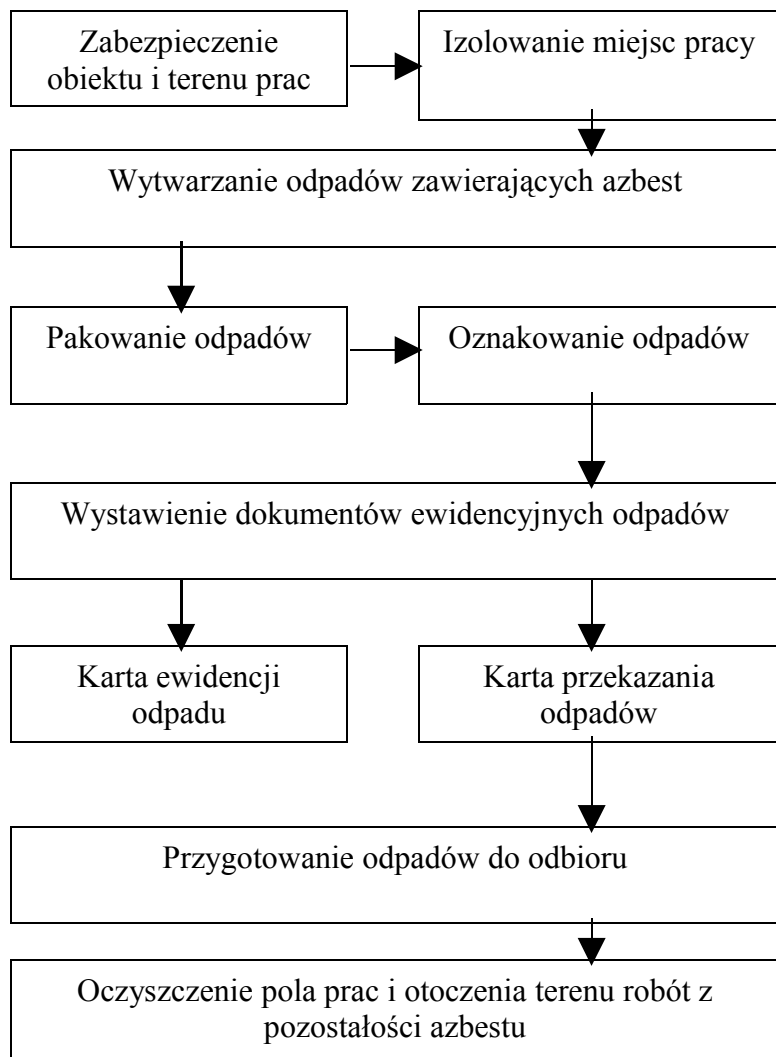 Zabezpieczenie
obiektu i terenu prac
Izolowanie miejsc pracy
Wytwarzanie odpadów zawierających azbest
Pakowanie odpadów
Oznakowanie odpadów
Wystawienie dokumentów ewidencyjnych odpadów
Karta ewidencji
odpadu
Karta przekazania
odpadów
Przygotowanie odpadów do odbioru
Oczyszczenie pola prac i otoczenia terenu robót z
pozostałości azbestu